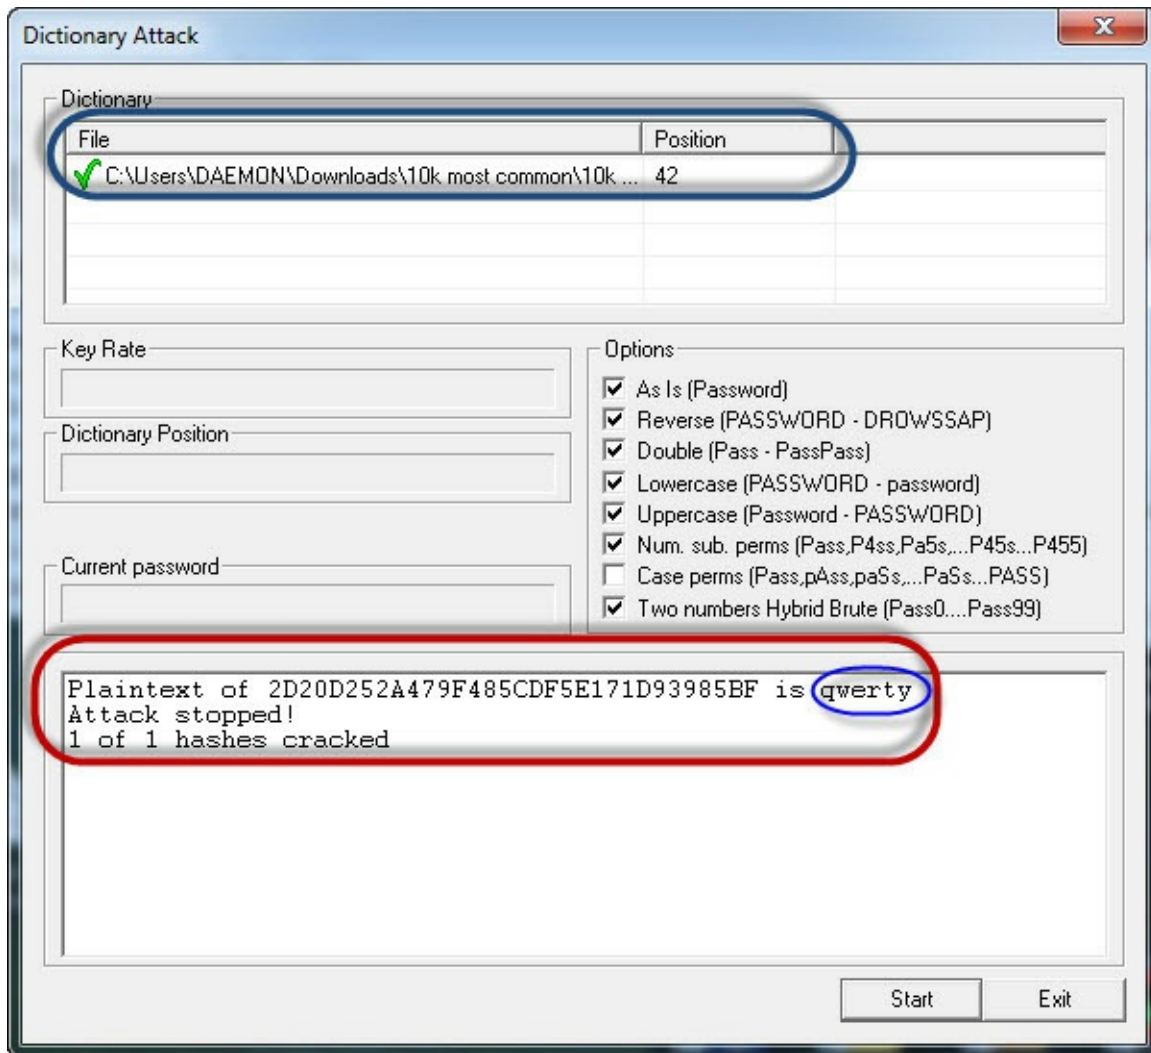 Dictionary Attack
Dictionary
File Position
C:\Users\DAEMON\Downloads\10k most common\10k ... 42
Key Rate
Dictionary Position
Current password
Options
As Is (Password)
Reverse (PASSWORD - DROWSSAP)
Double (Pass - PassPass)
Lowercase (PASSWORD - password)
Uppercase (Password - PASSWORD)
Num. sub. perms (Pass,P4ss,Pa5s,...P45s...P455)
Case perms (Pass,pAss,paSs,...PaSs...PASS)
Two numbers Hybrid Brute (Pass0....Pass99)
Plaintext of 2D20D252A479F485CDF5E171D93985BF is qwerty
Attack stopped!
1 of 1 hashes cracked
Start Exit